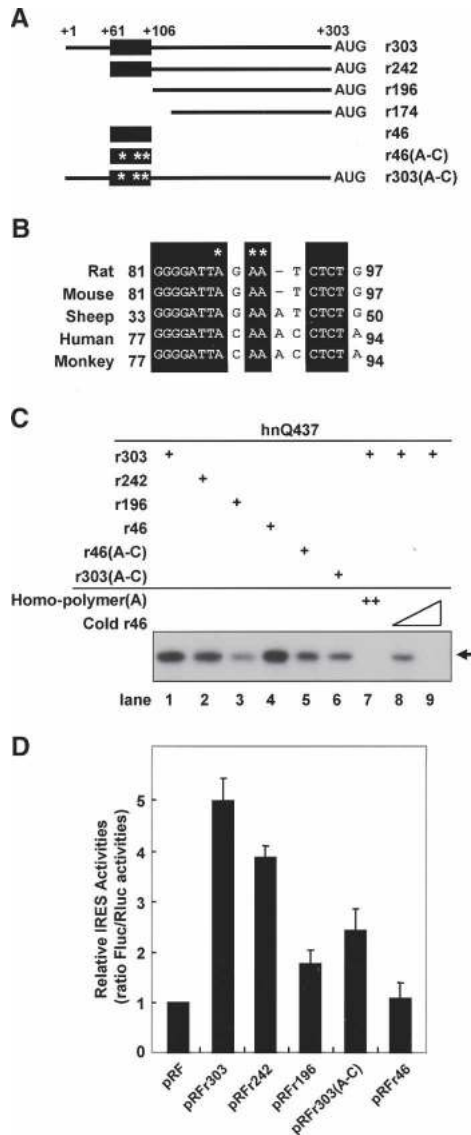 A
+1 +61 +106 +303
AUG r303
AUG r242
AUG r196
AUG r174
r46
* ** r46(A-C)
* ** AUG r303(A-C)
B
* **
Rat 81 GGGGATTA G AA - T CTCT G 97
Mouse 81 GGGGATTA G AA - T CTCT G 97
Sheep 33 GGGGATTA G AA A T CTCT G 50
Human 77 GGGGATTA C AA A C CTCT A 94
Monkey 77 GGGGATTA C AA A C CTCT A 94
C
hnQ437
r303 + + + +
r242 +
r196 +
r46 +
r46(A-C) +
r303(A-C) +
Homo-polymer(A) ++
Cold r46
lane 1 2 3 4 5 6 7 8 9
D
Relative IRES Activities
(ratio Fluc/Rluc activities)
5
4
3
2
1
0
pRF pRFr303 pRFr242 pRFr196 pRFr303(A-C) pRFr46